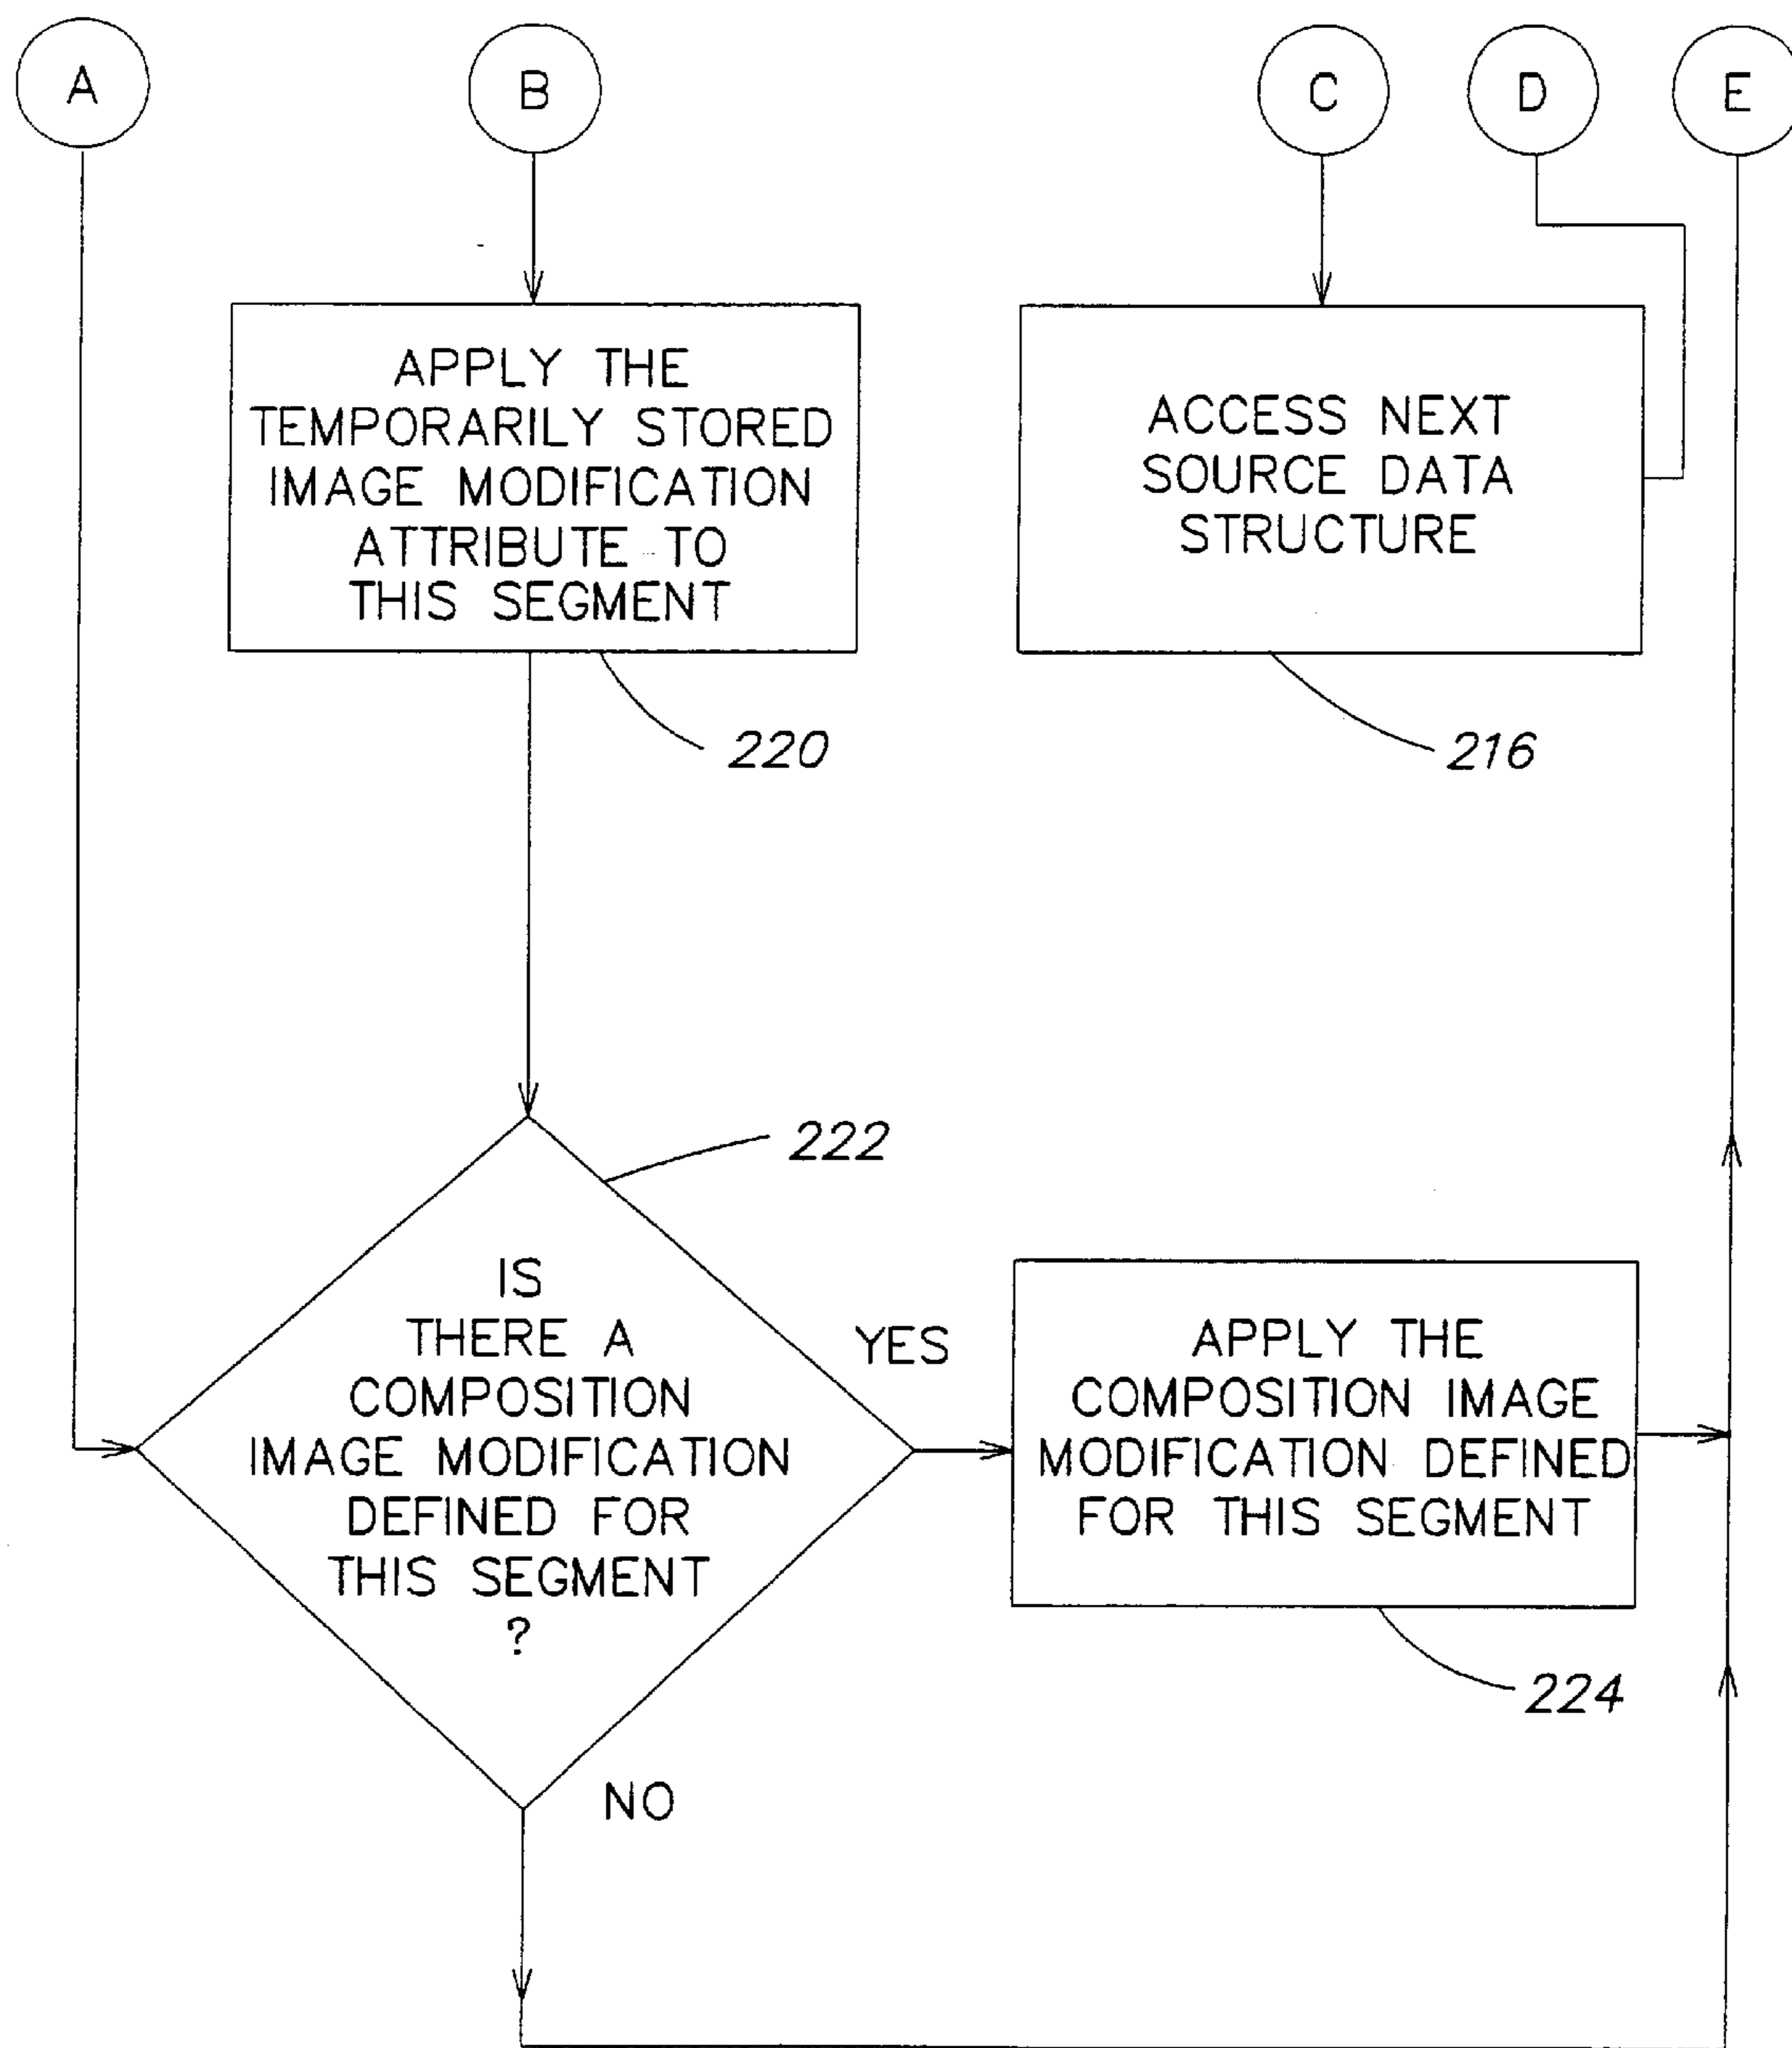 A
B
C
D
E
APPLY THE
TEMPORARILY STORED
IMAGE MODIFICATION
ATTRIBUTE TO
THIS SEGMENT
220
ACCESS NEXT
SOURCE DATA
STRUCTURE
216
222
IS
THERE A
COMPOSITION
IMAGE MODIFICATION
DEFINED FOR
THIS SEGMENT
?
YES
NO
APPLY THE
COMPOSITION IMAGE
MODIFICATION DEFINED
FOR THIS SEGMENT
224